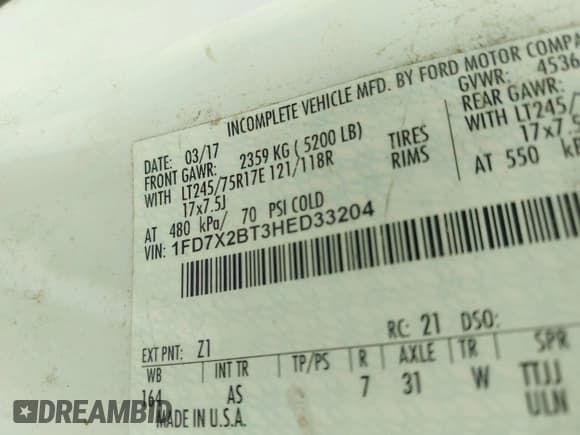 INCOMPLETE VEHICLE MFD. BY FORD MOTOR
DATE: 03/17 GVWR: 4536
FRONT GAWR: 2359 KG ( 5200 LB) REAR GAWR:
WITH LT245/75R17E 121/118R TIRES WITH LT245/
17x7.5J RIMS 17x7.5
AT 480 kPa/ 70 PSI COLD AT 550
VIN: 1FD7X2BT3HED33204
EXT PNT: Z1 RC: 21 DSO:
WB INT TR TP/PS R AXLE TR SPR
164 AS 7 31 W TTJJ
ULN
MADE IN U.S.A.
DREAMBID